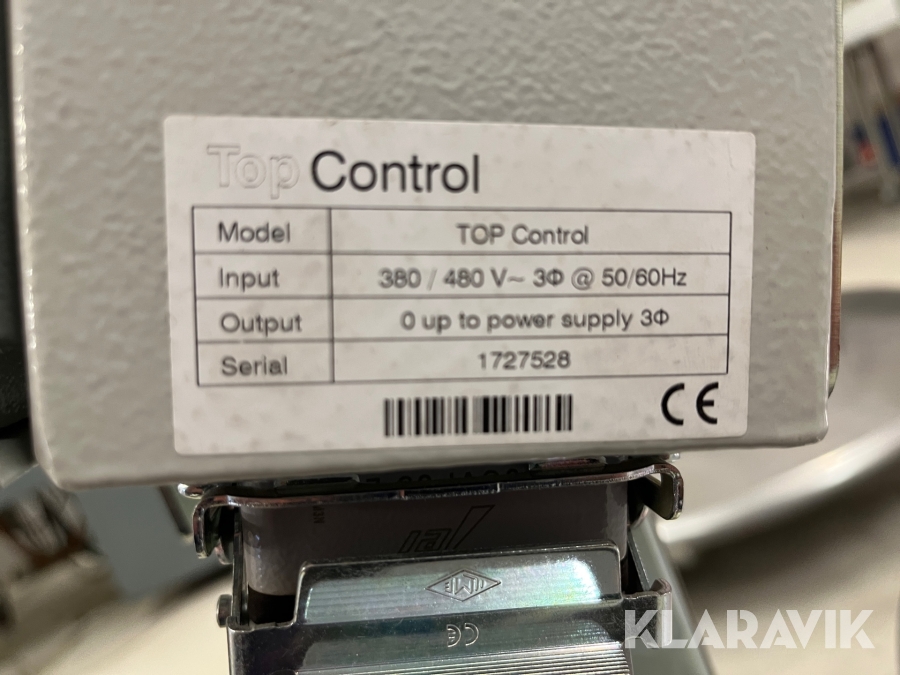 Top Control
Model TOP Control
Input 380 / 480 V~ 3Φ @ 50/60Hz
Output 0 up to power supply 3Φ
Serial 1727528
CE
CE
KLARAVIK